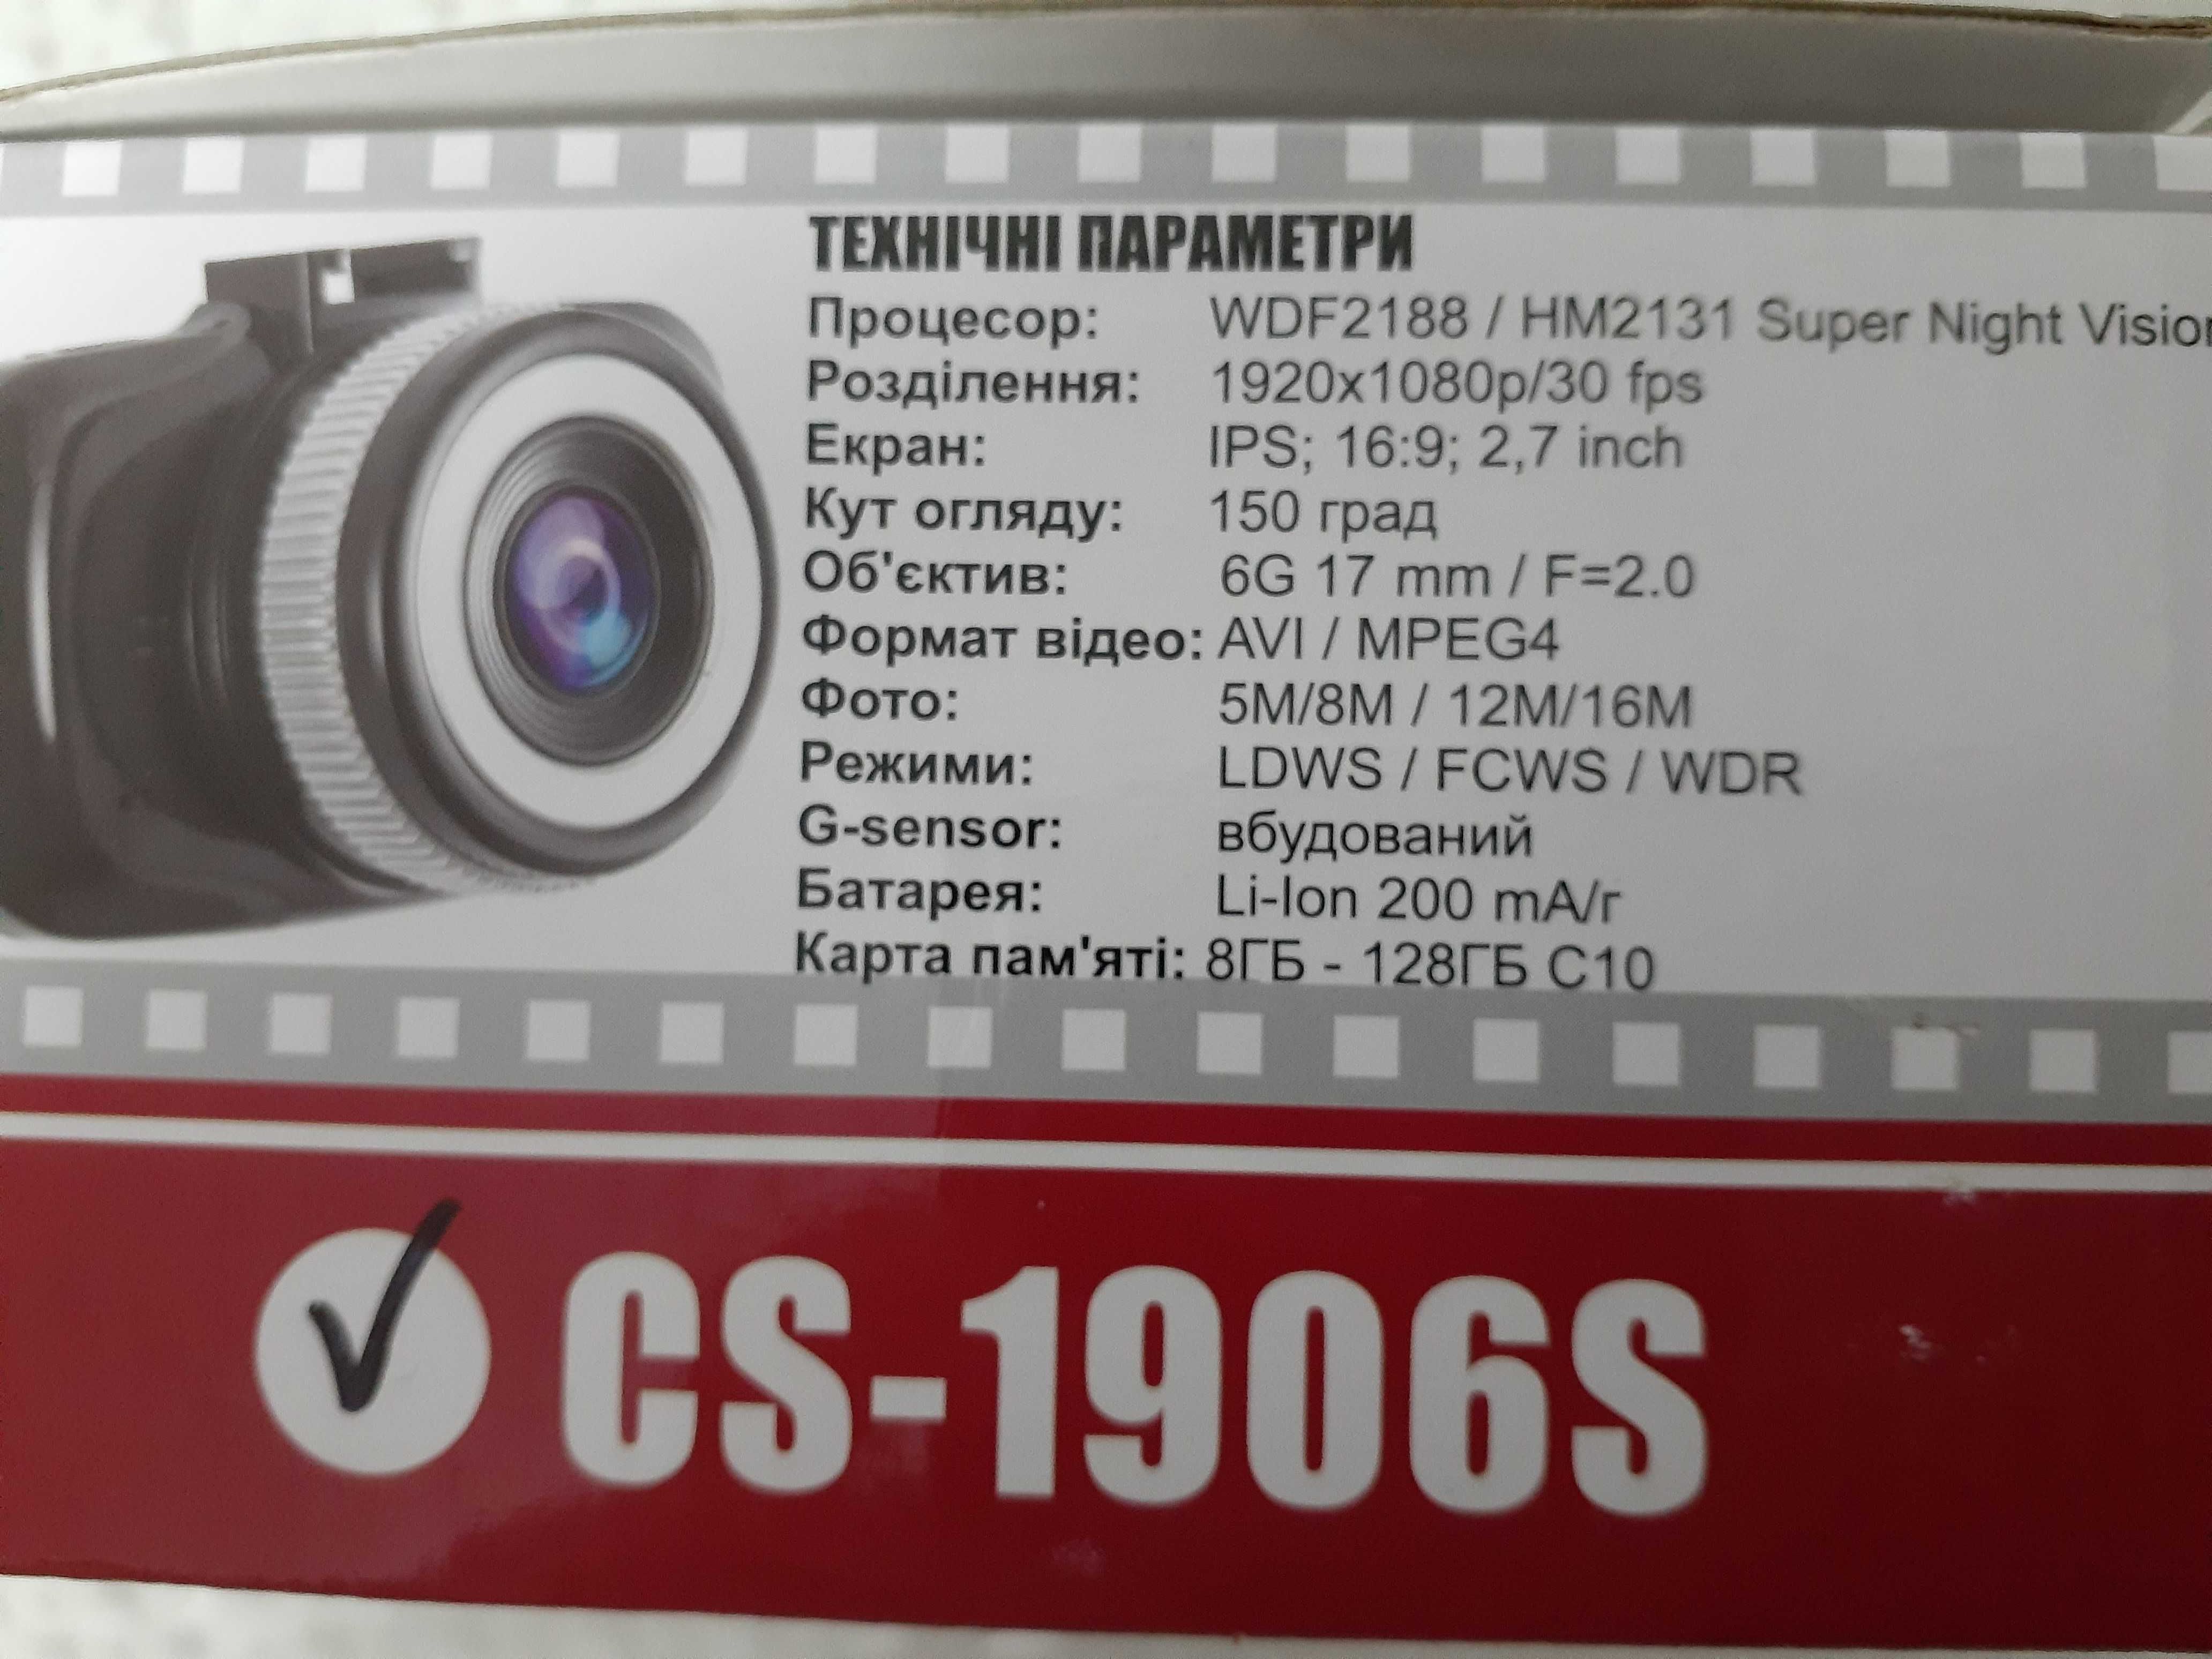 ТЕХНІЧНІ ПАРАМЕТРИ
Процесор: WDF2188 / HM2131 Super Night Vision
Розділення: 1920x1080p/30 fps
Екран: IPS; 16:9; 2,7 inch
Кут огляду: 150 град
Об'єктив: 6G 17 mm / F=2.0
Формат відео: AVI / MPEG4
Фото: 5M/8M / 12M/16M
Режими: LDWS / FCWS / WDR
G-sensor: вбудований
Батарея: Li-Ion 200 mA/г
Карта пам'яті: 8ГБ - 128ГБ C10
CS-1906S